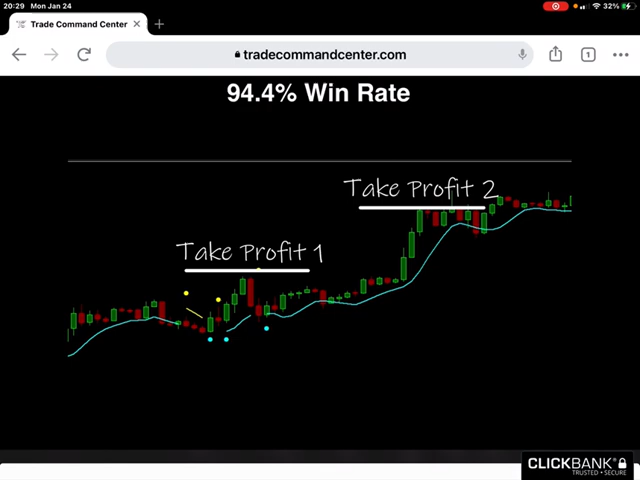 20:29 Mon Jan 24
32%
Trade Command Center
tradecommandcenter.com
1
94.4% Win Rate
Take Profit 2
Take Profit 1
CLICKBANK
TRUSTED • SECURE